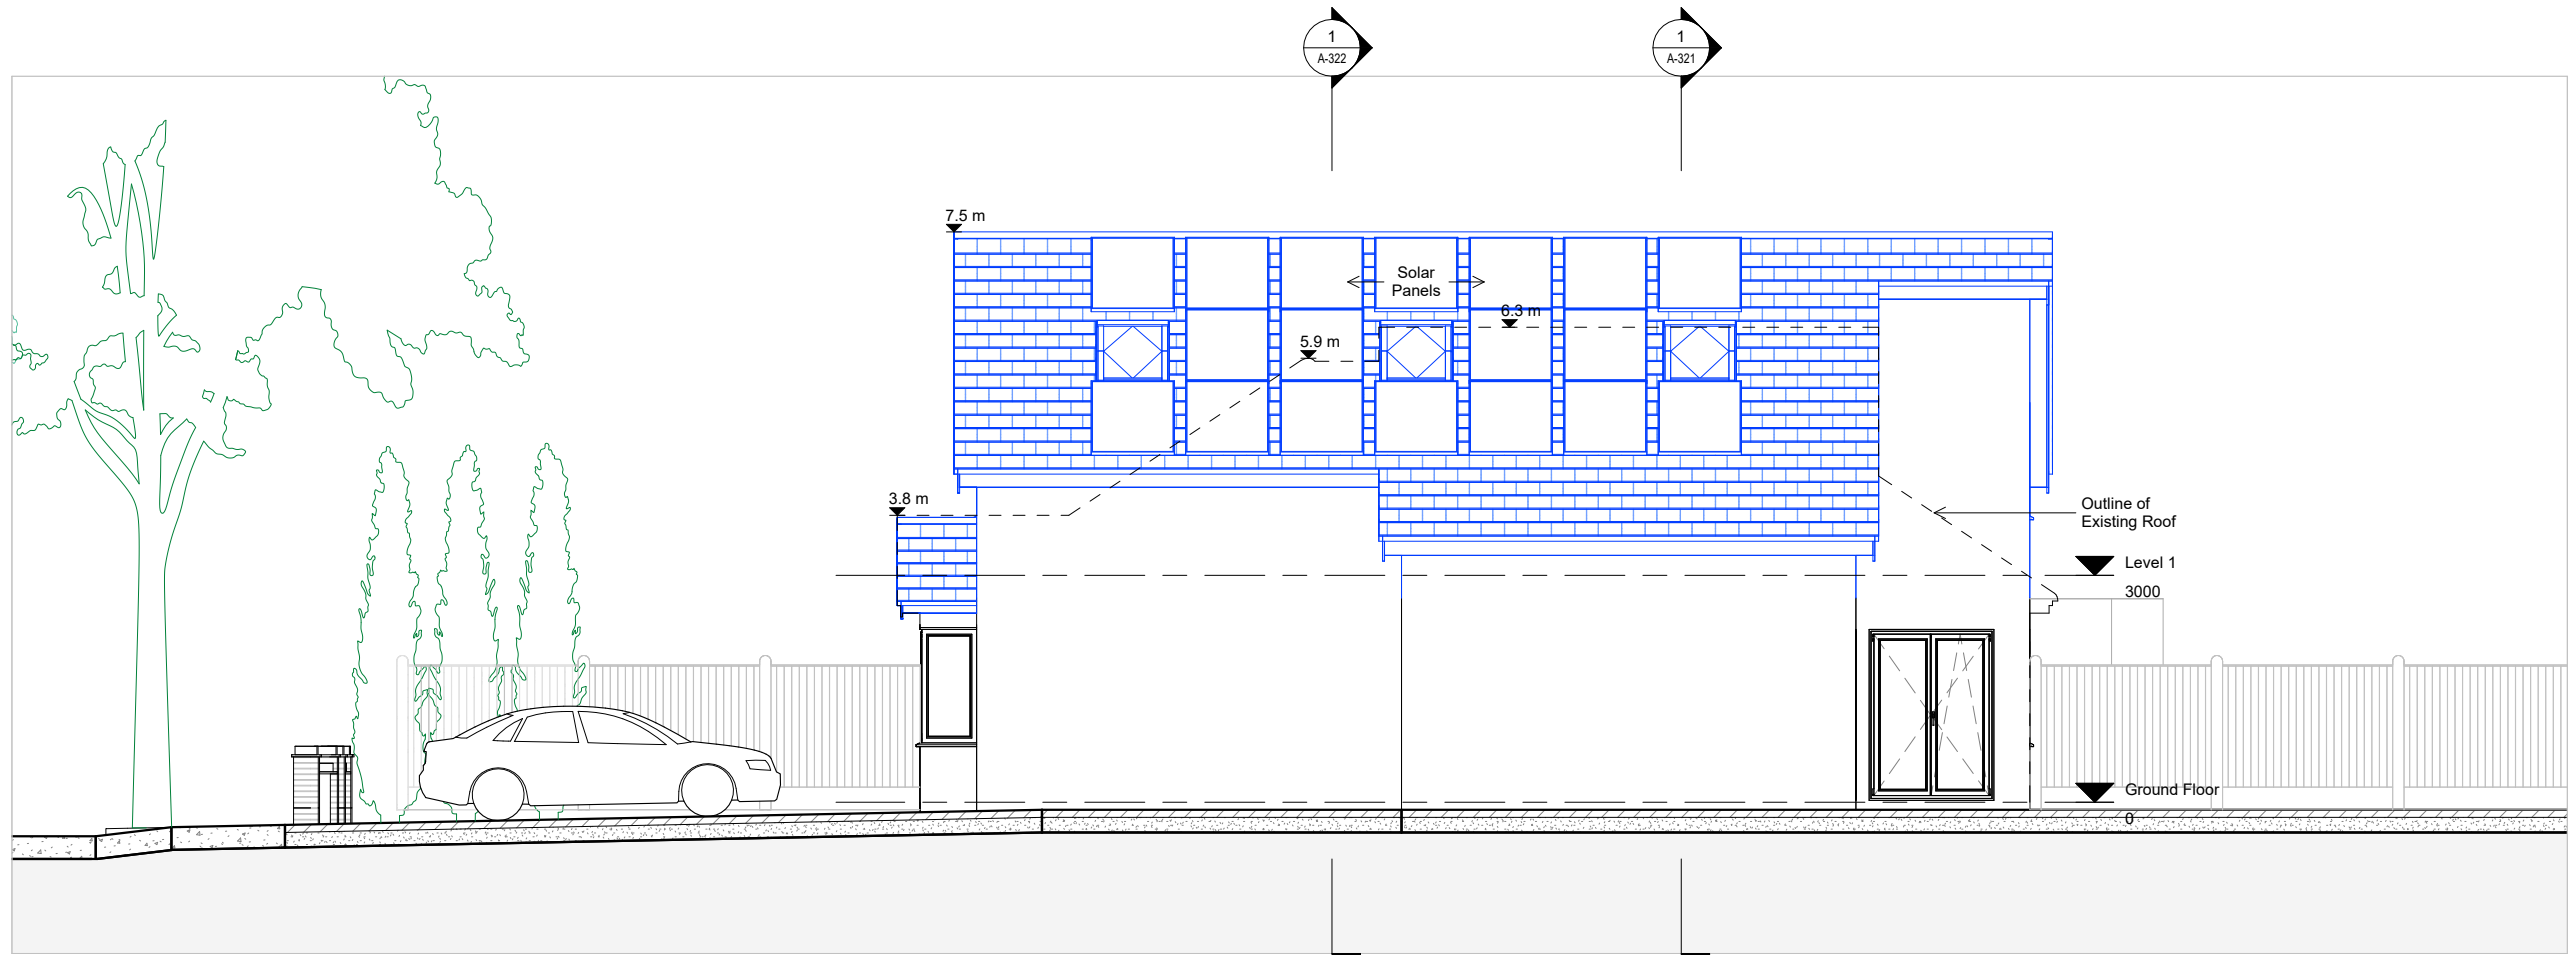 1
A-322
1
A-321
7.5 m
Solar
Panels
6.3 m
5.9 m
3.8 m
Outline of
Existing Roof
Level 1
3000
Ground Floor
0